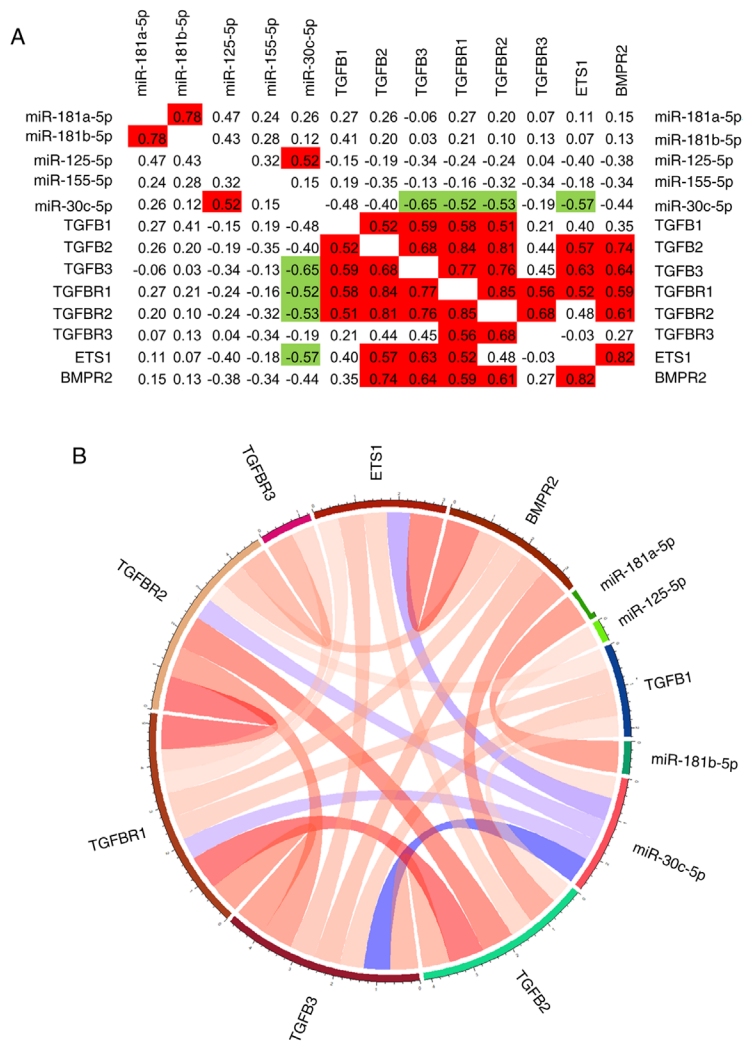 A
miR-181a-5p miR-181b-5p miR-125-5p miR-155-5p miR-30c-5p TGFB1 TGFB2 TGFB3 TGFBR1 TGFBR2 TGFBR3 ETS1 BMPR2
miR-181a-5p 0.78 0.47 0.24 0.26 0.27 0.26 -0.06 0.27 0.20 0.07 0.11 0.15 miR-181a-5p
miR-181b-5p 0.78 0.43 0.28 0.12 0.41 0.20 0.03 0.21 0.10 0.13 0.07 0.13 miR-181b-5p
miR-125-5p 0.47 0.43 0.32 0.52 -0.15 -0.19 -0.34 -0.24 -0.24 0.04 -0.40 -0.38 miR-125-5p
miR-155-5p 0.24 0.28 0.32 0.15 0.19 -0.35 -0.13 -0.16 -0.32 -0.34 -0.18 -0.34 miR-155-5p
miR-30c-5p 0.26 0.12 0.52 0.15 -0.48 -0.40 -0.65 -0.52 -0.53 -0.19 -0.57 -0.44 miR-30c-5p
TGFB1 0.27 0.41 -0.15 0.19 -0.48 0.52 0.59 0.58 0.51 0.21 0.40 0.35 TGFB1
TGFB2 0.26 0.20 -0.19 -0.35 -0.40 0.52 0.68 0.84 0.81 0.44 0.57 0.74 TGFB2
TGFB3 -0.06 0.03 -0.34 -0.13 -0.65 0.59 0.68 0.77 0.76 0.45 0.63 0.64 TGFB3
TGFBR1 0.27 0.21 -0.24 -0.16 -0.52 0.58 0.84 0.77 0.85 0.56 0.52 0.59 TGFBR1
TGFBR2 0.20 0.10 -0.24 -0.32 -0.53 0.51 0.81 0.76 0.85 0.68 0.48 0.61 TGFBR2
TGFBR3 0.07 0.13 0.04 -0.34 -0.19 0.21 0.44 0.45 0.56 0.68 -0.03 0.27 TGFBR3
ETS1 0.11 0.07 -0.40 -0.18 -0.57 0.40 0.57 0.63 0.52 0.48 -0.03 0.82 ETS1
BMPR2 0.15 0.13 -0.38 -0.34 -0.44 0.35 0.74 0.64 0.59 0.61 0.27 0.82 BMPR2
B
TGFBR3
ETS1
BMPR2
miR-181a-5p
miR-125-5p
TGFBR2
TGFB1
miR-181b-5p
TGFBR1
miR-30c-5p
TGFB3
TGFB2